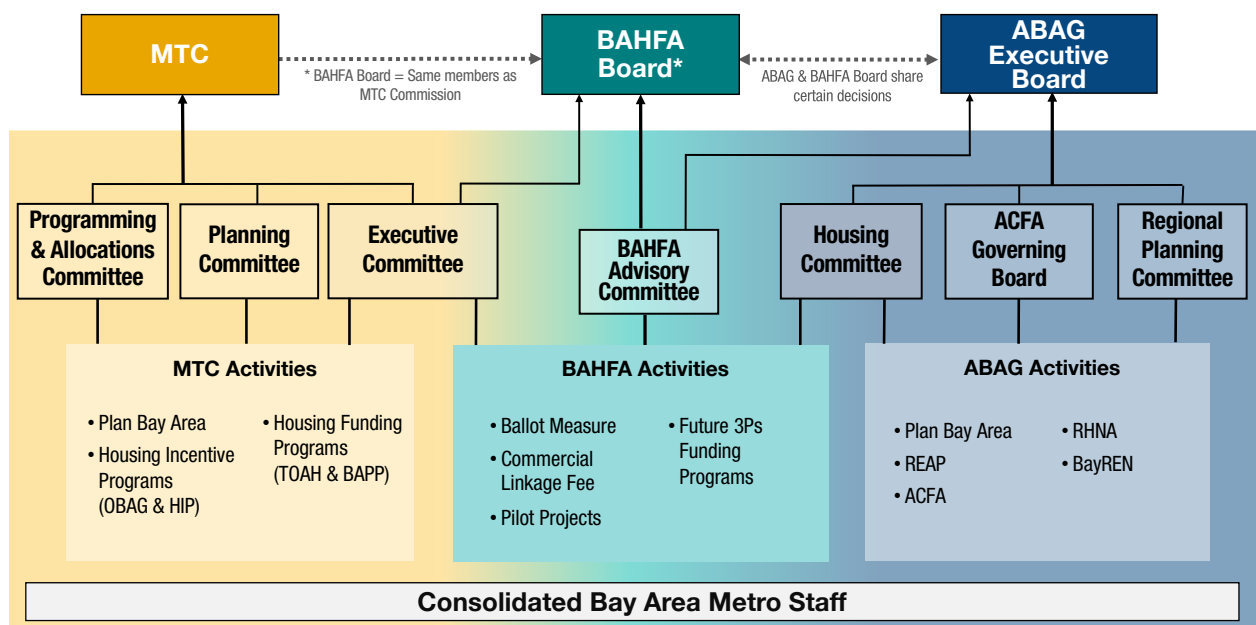 MTC
BAHFA
Board*
ABAG
Executive
Board
* BAHFA Board = Same members as
MTC Commission
ABAG & BAHFA Board share
certain decisions
Programming
& Allocations
Committee
Planning
Committee
Executive
Committee
BAHFA
Advisory
Committee
Housing
Committee
ACFA
Governing
Board
Regional
Planning
Committee
MTC Activities
• Plan Bay Area
• Housing Incentive
Programs
(OBAG & HIP)
• Housing Funding
Programs
(TOAH & BAPP)
BAHFA Activities
• Ballot Measure
• Commercial
Linkage Fee
• Pilot Projects
• Future 3Ps
Funding
Programs
ABAG Activities
• Plan Bay Area
• REAP
• ACFA
• RHNA
• BayREN
Consolidated Bay Area Metro Staff